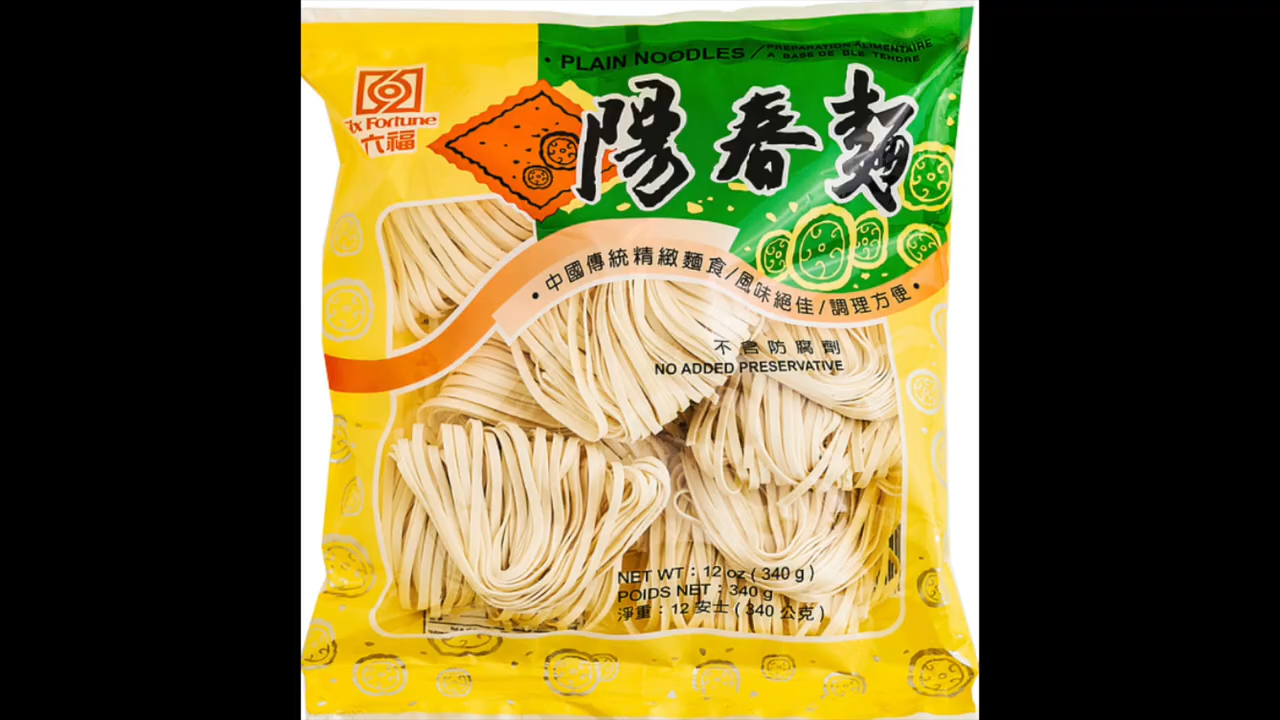 • PLAIN NOODLES / PREPARATION ALIMENTAIRE
A BASE DE BLE TENDRE
Six Fortune
六福
陽春麵
• 中國傳統精緻麵食/風味絕佳/調理方便 •
不含防腐劑
NO ADDED PRESERVATIVE
NET WT : 12 oz ( 340 g )
POIDS NET : 340 g
淨重 : 12 安士 ( 340 公克 )